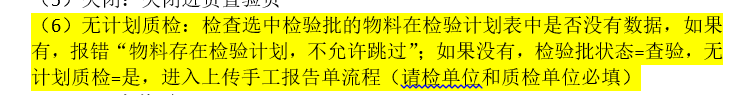 （6）无计划质检：检查选中检验批的物料在检验计划表中是否没有数据，如果
有，报错“物料存在检验计划，不允许跳过”；如果没有，检验批状态=查验，无
计划质检=是，进入上传手工报告单流程（请检单位和质检单位必填）